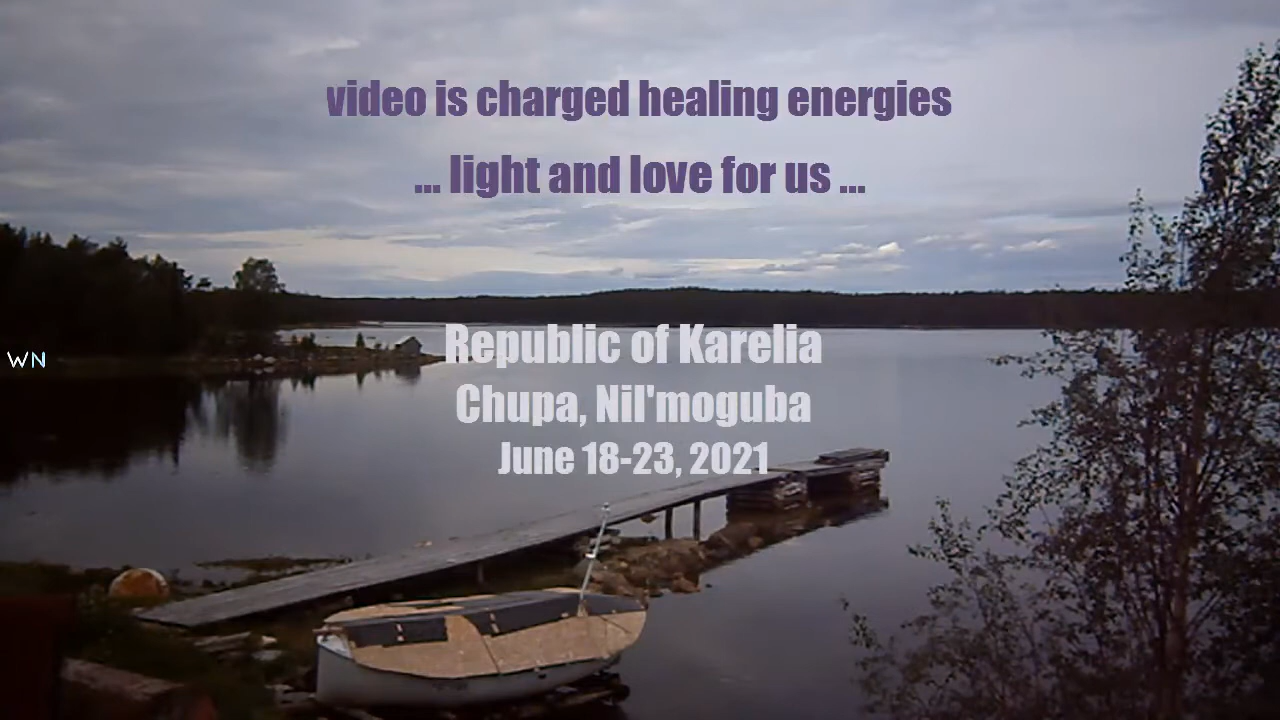 video is charged healing energies
... light and love for us ...
Republic of Karelia
WN
Chupa, Nil'moguba
June 18-23, 2021